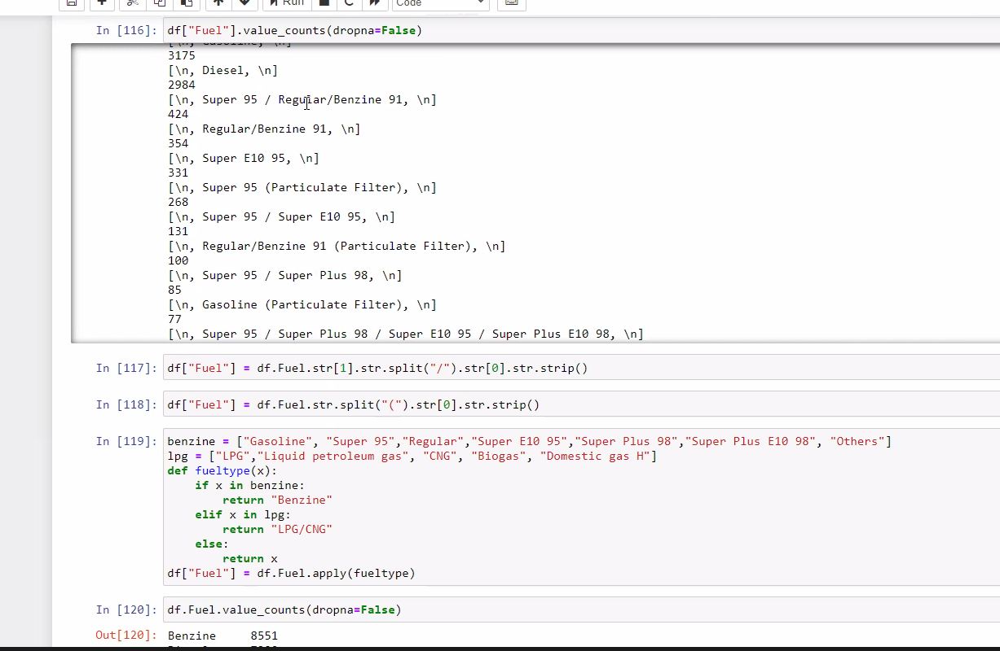 Run
Code
In [116]: df["Fuel"].value_counts(dropna=False)
[\n, Gasoline, \n]
3175
[\n, Diesel, \n]
2984
[\n, Super 95 / Regular/Benzine 91, \n]
424
[\n, Regular/Benzine 91, \n]
354
[\n, Super E10 95, \n]
331
[\n, Super 95 (Particulate Filter), \n]
268
[\n, Super 95 / Super E10 95, \n]
131
[\n, Regular/Benzine 91 (Particulate Filter), \n]
100
[\n, Super 95 / Super Plus 98, \n]
85
[\n, Gasoline (Particulate Filter), \n]
77
[\n, Super 95 / Super Plus 98 / Super E10 95 / Super Plus E10 98, \n]
In [117]: df["Fuel"] = df.Fuel.str[1].str.split("/").str[0].str.strip()
In [118]: df["Fuel"] = df.Fuel.str.split("(").str[0].str.strip()
In [119]: benzine = ["Gasoline", "Super 95","Regular","Super E10 95","Super Plus 98","Super Plus E10 98", "Others"]
lpg = ["LPG","Liquid petroleum gas", "CNG", "Biogas", "Domestic gas H"]
def fueltype(x):
    if x in benzine:
        return "Benzine"
    elif x in lpg:
        return "LPG/CNG"
    else:
        return x
df["Fuel"] = df.Fuel.apply(fueltype)
In [120]: df.Fuel.value_counts(dropna=False)
Out[120]: Benzine     8551